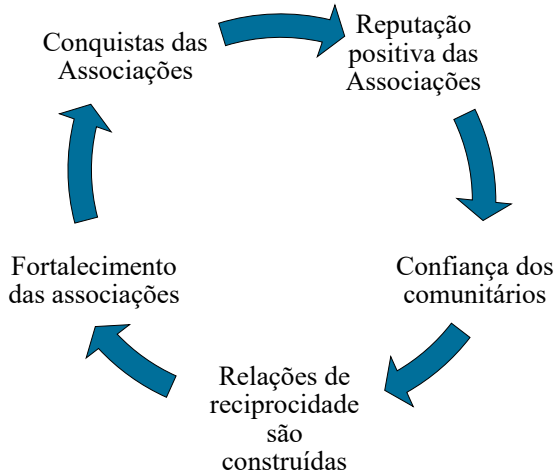 Conquistas das
Associações
Reputação
positiva das
Associações
Confiança dos
comunitários
Relações de
reciprocidade
são
construídas
Fortalecimento
das associações